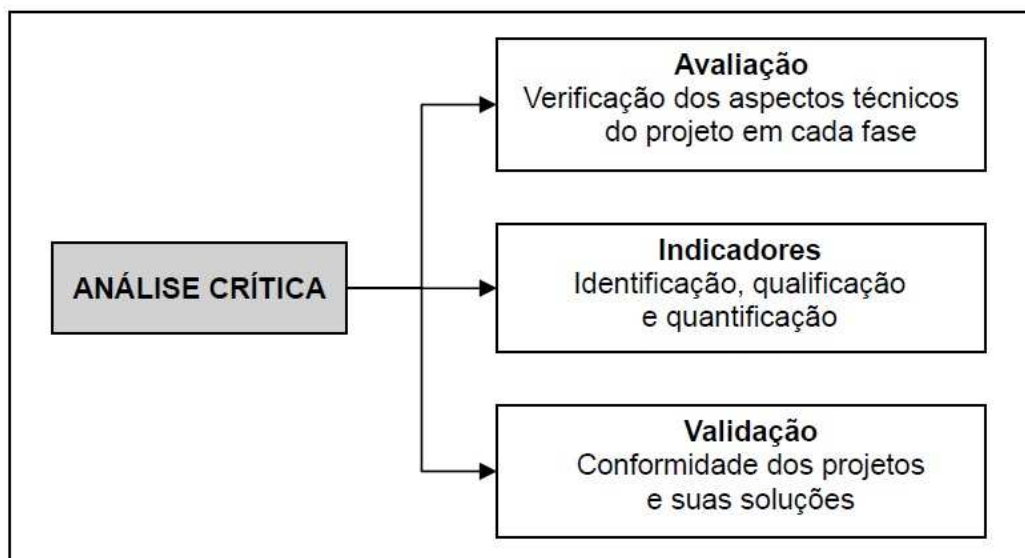 ANÁLISE CRÍTICA
Avaliação
Verificação dos aspectos técnicos
do projeto em cada fase
Indicadores
Identificação, qualificação
e quantificação
Validação
Conformidade dos projetos
e suas soluções